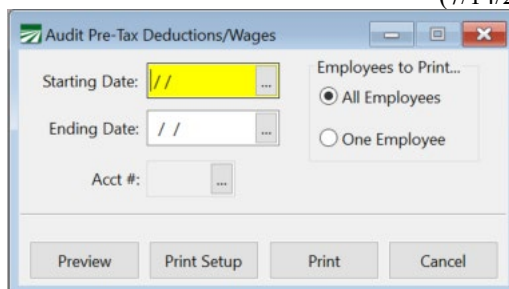 Audit Pre-Tax Deductions/Wages
Starting Date: / / ...
Ending Date: / / ...
Acct #: ...
Employees to Print...
All Employees
One Employee
Preview Print Setup Print Cancel